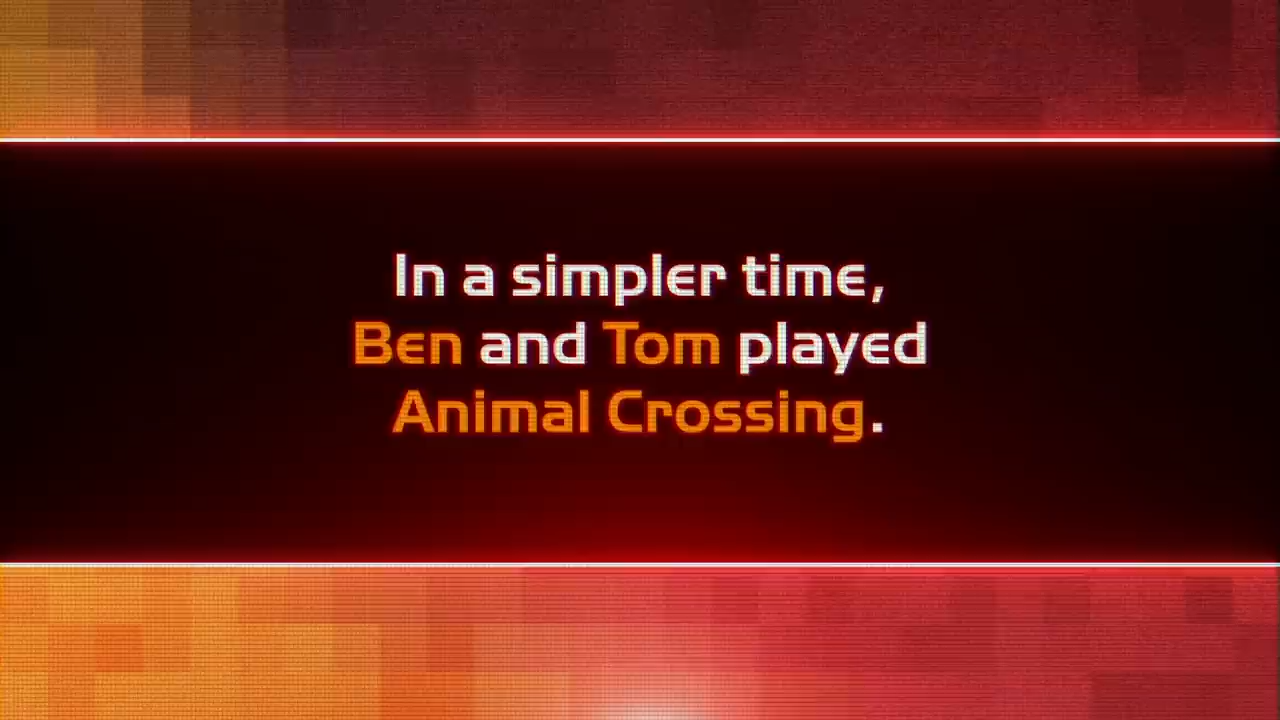 In a simpler time,
Ben and Tom played
Animal Crossing.